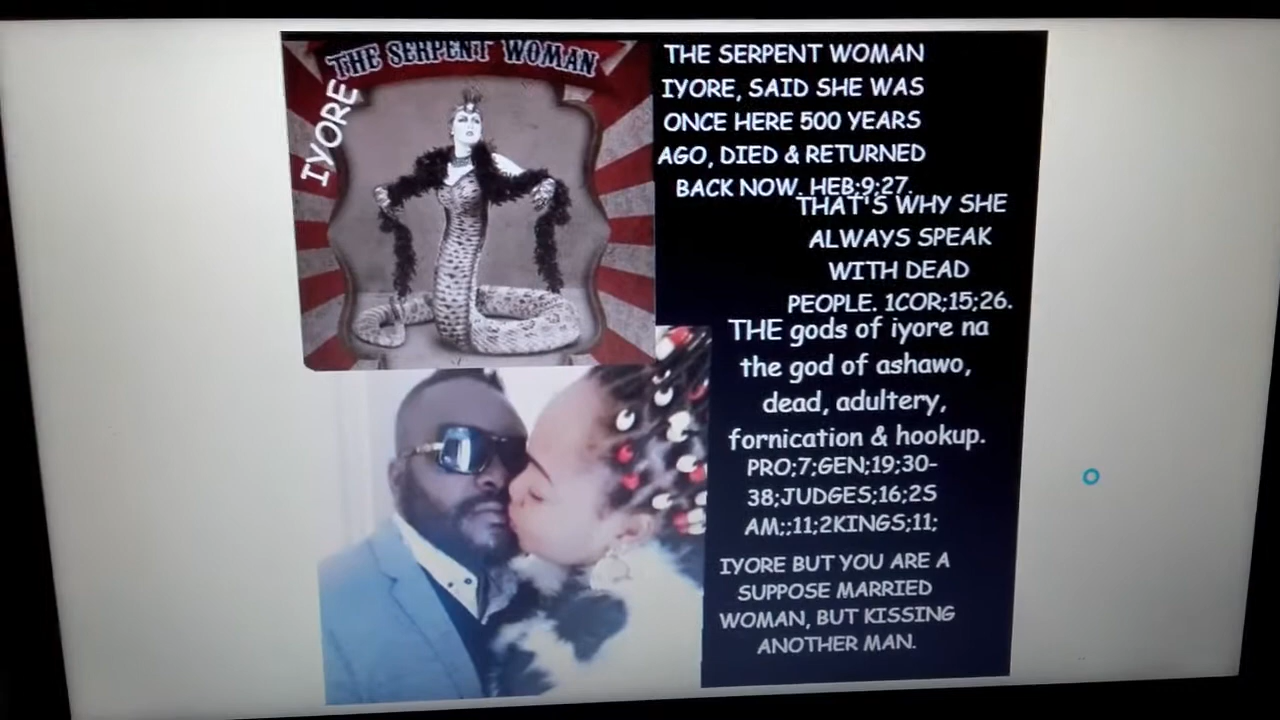 THE SERPENT WOMAN
IYORE
THE SERPENT WOMAN
IYORE, SAID SHE WAS
ONCE HERE 500 YEARS
AGO, DIED & RETURNED
BACK NOW. HEB;9;27.
THAT'S WHY SHE
ALWAYS SPEAK
WITH DEAD
PEOPLE. 1COR;15;26.
THE gods of iyore na
the god of ashawo,
dead, adultery,
fornication & hookup.
PRO;7;GEN;19;30-
38;JUDGES;16;2S
AM;;11;2KINGS;11;
IYORE BUT YOU ARE A
SUPPOSE MARRIED
WOMAN, BUT KISSING
ANOTHER MAN.